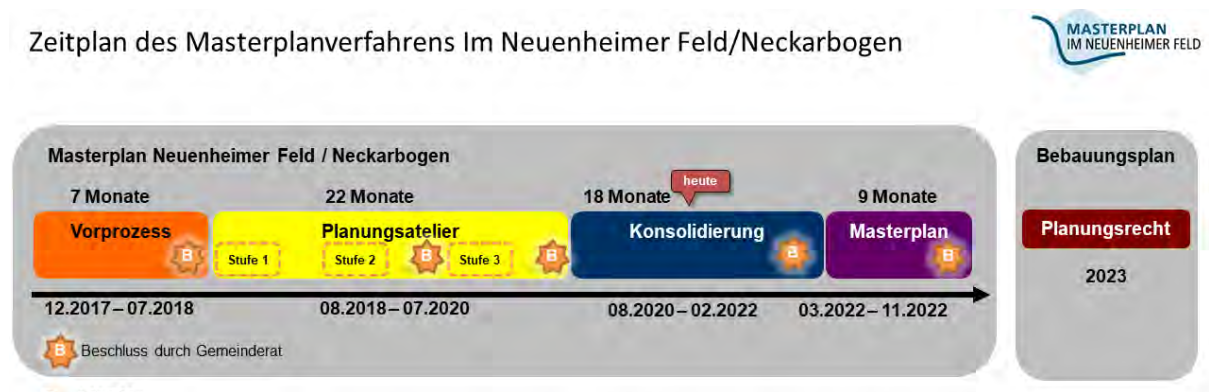 Zeitplan des Masterplanverfahrens Im Neuenheimer Feld/Neckarbogen
MASTERPLAN
IM NEUENHEIMER FELD
Masterplan Neuenheimer Feld / Neckarbogen
7 Monate
22 Monate
18 Monate
heute
9 Monate
Vorprozess
Planungsatelier
Konsolidierung
Masterplan
B
Stufe 1
Stufe 2
B
Stufe 3
B
B
B
12.2017–07.2018
08.2018–07.2020
08.2020–02.2022
03.2022–11.2022
B Beschluss durch Gemeinderat
Bebauungsplan
Planungsrecht
2023